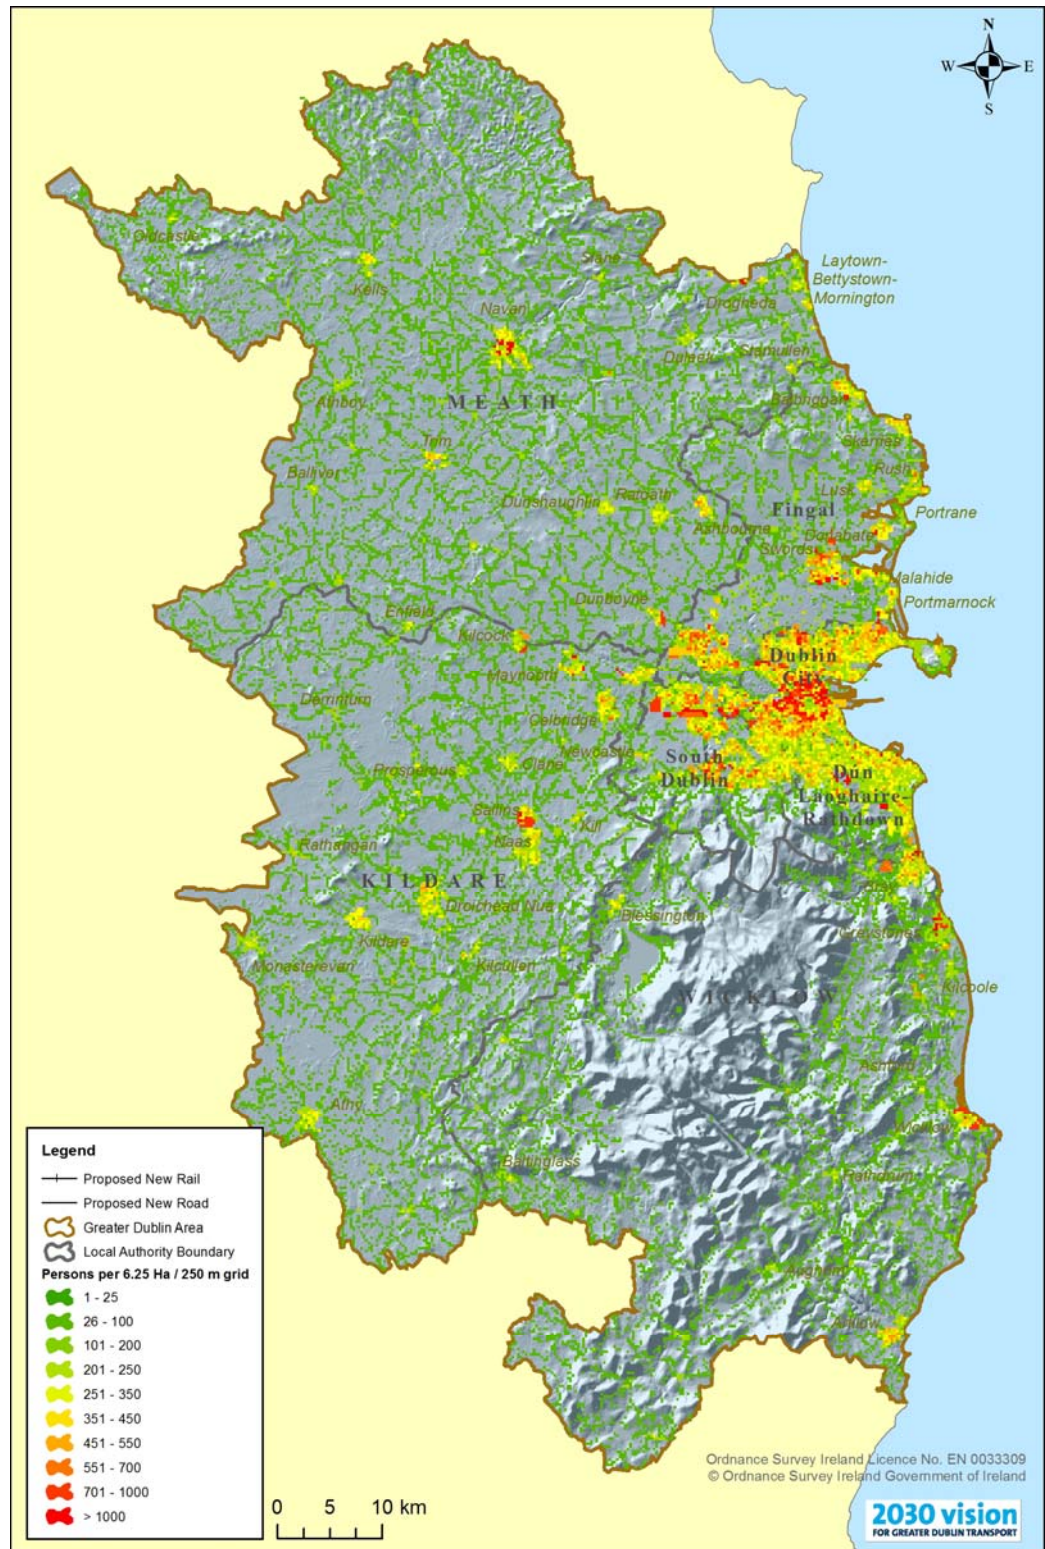 N
W
E
S
Oldcastle
Kells
Slane
Navan
Laytown-
Bettystown-
Mornington
Drogheda
Duleek
Stamullen
Balbriggan
MEATH
Athboy
Trim
Ballivor
Skerries
Rush
Lusk
Portrane
Dunshaughlin
Ratoath
Ashbourne
Fingal
Donabate
Swords
Malahide
Portmarnock
Dunboyne
Enfield
Kilcock
Maynooth
Dublin
City
Derrinturn
Celbridge
Newcastle
South
Dublin
Dún
Laoghaire-
Rathdown
Prosperous
Clane
Sallins
Kill
Naas
Rathangan
KILDARE
Droichead Nua
Kildare
Bray
Blessington
Greystones
Monasterevan
Kilcullen
Kilcoole
WICKLOW
Ashford
Athy
Wicklow
Baltinglass
Rathdrum
Aughrim
Arklow
Legend
Proposed New Rail
Proposed New Road
Greater Dublin Area
Local Authority Boundary
Persons per 6.25 Ha / 250 m grid
1 - 25
26 - 100
101 - 200
201 - 250
251 - 350
351 - 450
451 - 550
551 - 700
701 - 1000
> 1000
0 5 10 km
Ordnance Survey Ireland Licence No. EN 0033309
© Ordnance Survey Ireland Government of Ireland
2030 vision
FOR GREATER DUBLIN TRANSPORT